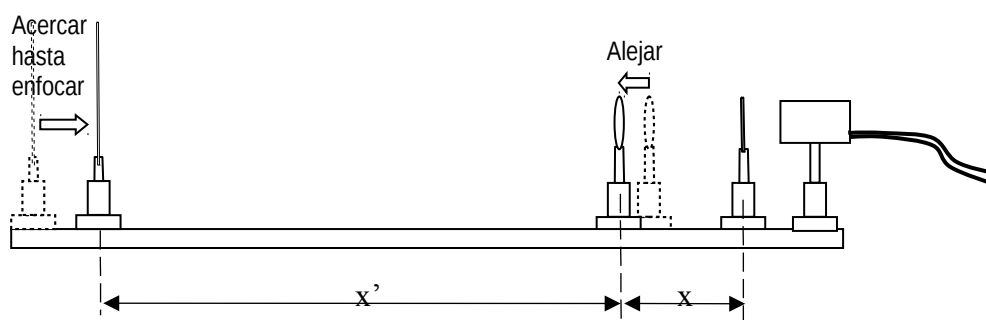 Acercar
hasta
enfocar
Alejar
x’
x